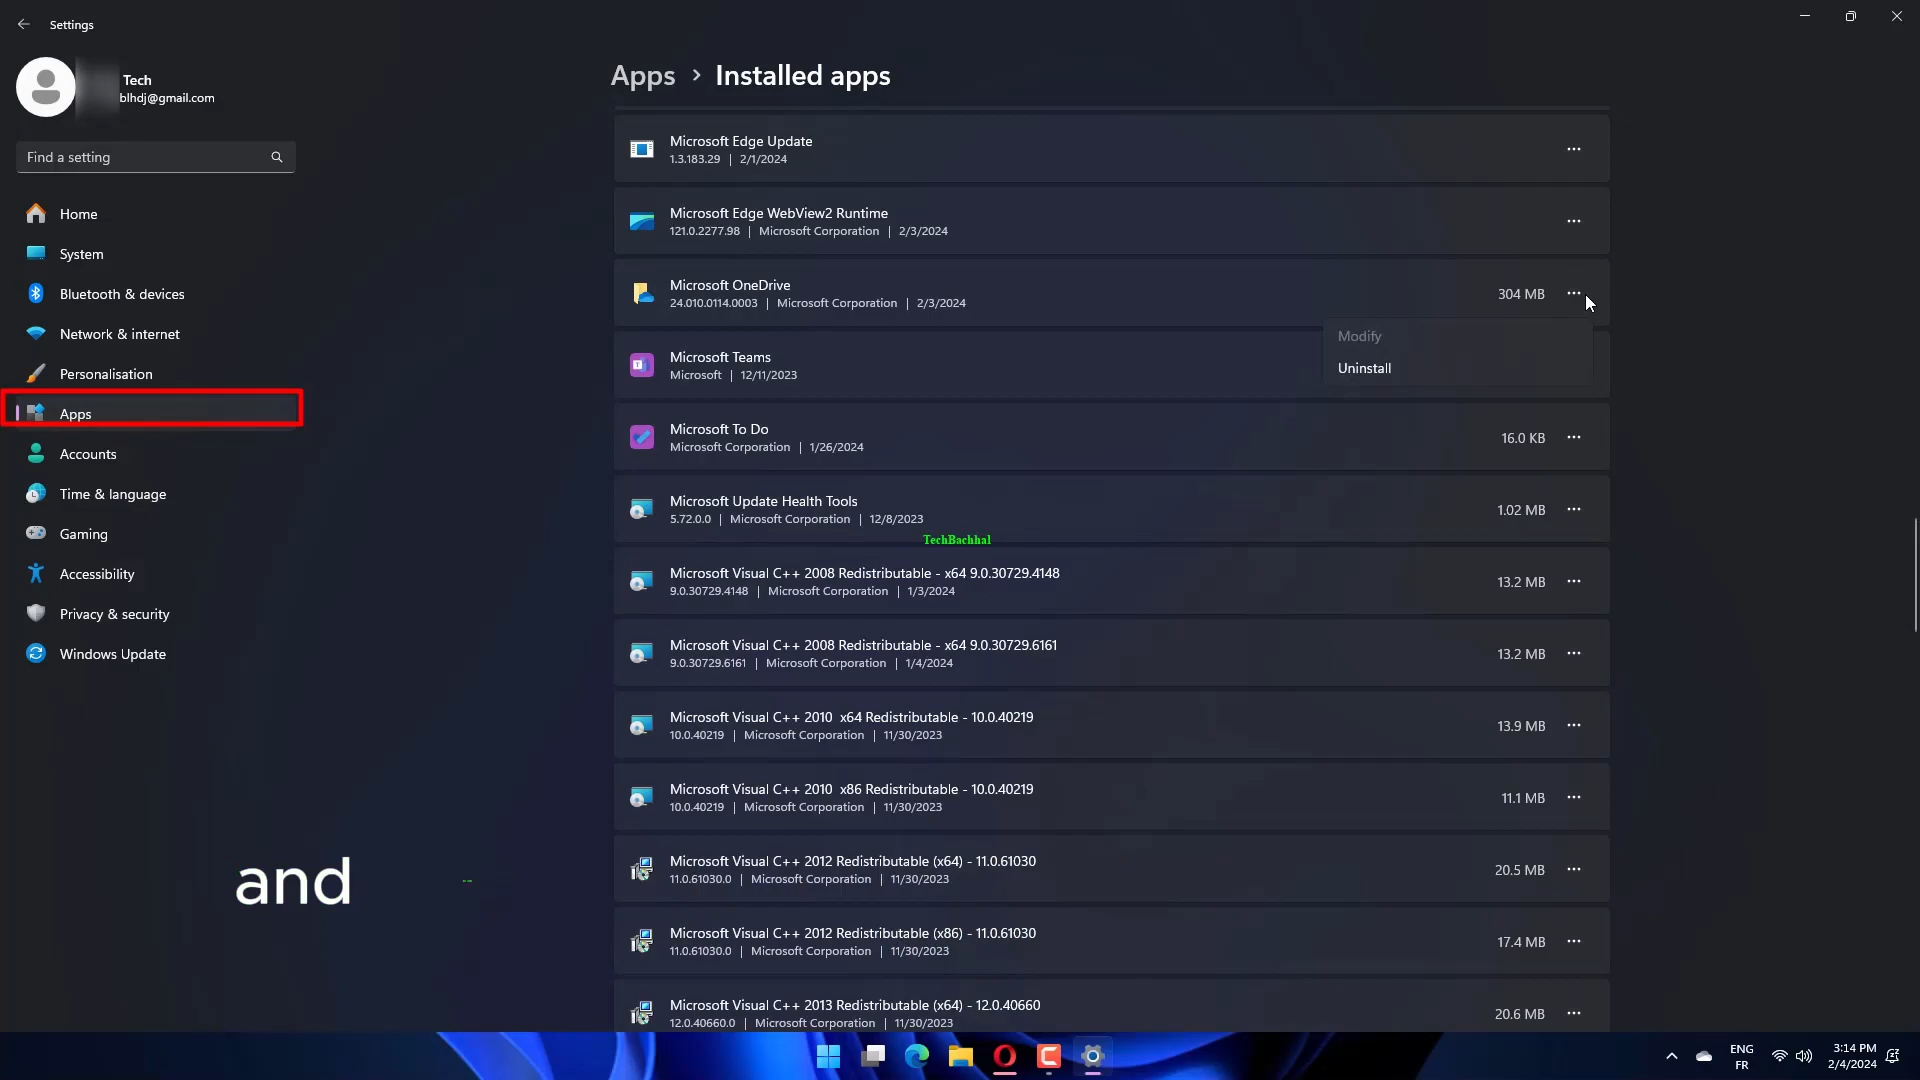 Settings
Tech
blhdj@gmail.com
Find a setting
Home
System
Bluetooth & devices
Network & internet
Personalisation
Apps
Accounts
Time & language
Gaming
Accessibility
Privacy & security
Windows Update
and
Apps > Installed apps
Microsoft Edge Update
1.3.183.29 | 2/1/2024
Microsoft Edge WebView2 Runtime
121.0.2277.98 | Microsoft Corporation | 2/3/2024
Microsoft OneDrive
24.010.0114.0003 | Microsoft Corporation | 2/3/2024
304 MB
Modify
Uninstall
Microsoft Teams
Microsoft | 12/11/2023
Microsoft To Do
Microsoft Corporation | 1/26/2024
16.0 KB
Microsoft Update Health Tools
5.72.0.0 | Microsoft Corporation | 12/8/2023
1.02 MB
TechBachhal
Microsoft Visual C++ 2008 Redistributable - x64 9.0.30729.4148
9.0.30729.4148 | Microsoft Corporation | 1/3/2024
13.2 MB
Microsoft Visual C++ 2008 Redistributable - x64 9.0.30729.6161
9.0.30729.6161 | Microsoft Corporation | 1/4/2024
13.2 MB
Microsoft Visual C++ 2010 x64 Redistributable - 10.0.40219
10.0.40219 | Microsoft Corporation | 11/30/2023
13.9 MB
Microsoft Visual C++ 2010 x86 Redistributable - 10.0.40219
10.0.40219 | Microsoft Corporation | 11/30/2023
11.1 MB
Microsoft Visual C++ 2012 Redistributable (x64) - 11.0.61030
11.0.61030.0 | Microsoft Corporation | 11/30/2023
20.5 MB
Microsoft Visual C++ 2012 Redistributable (x86) - 11.0.61030
11.0.61030.0 | Microsoft Corporation | 11/30/2023
17.4 MB
Microsoft Visual C++ 2013 Redistributable (x64) - 12.0.40660
12.0.40660.0 | Microsoft Corporation | 11/30/2023
20.6 MB
ENG
FR
3:14 PM
2/4/2024